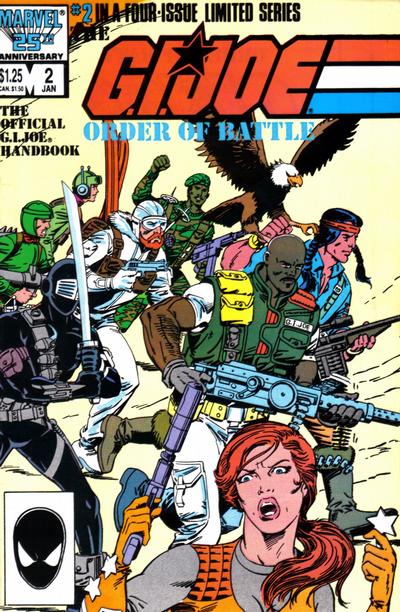 MARVEL
25TH
ANNIVERSARY
$1.25
CAN. $1.50
2
JAN
#2 IN A FOUR-ISSUE LIMITED SERIES
THE
G.I.JOE®
ORDER OF BATTLE
THE
OFFICIAL
G.I. JOE®
HANDBOOK
G.I. JOE